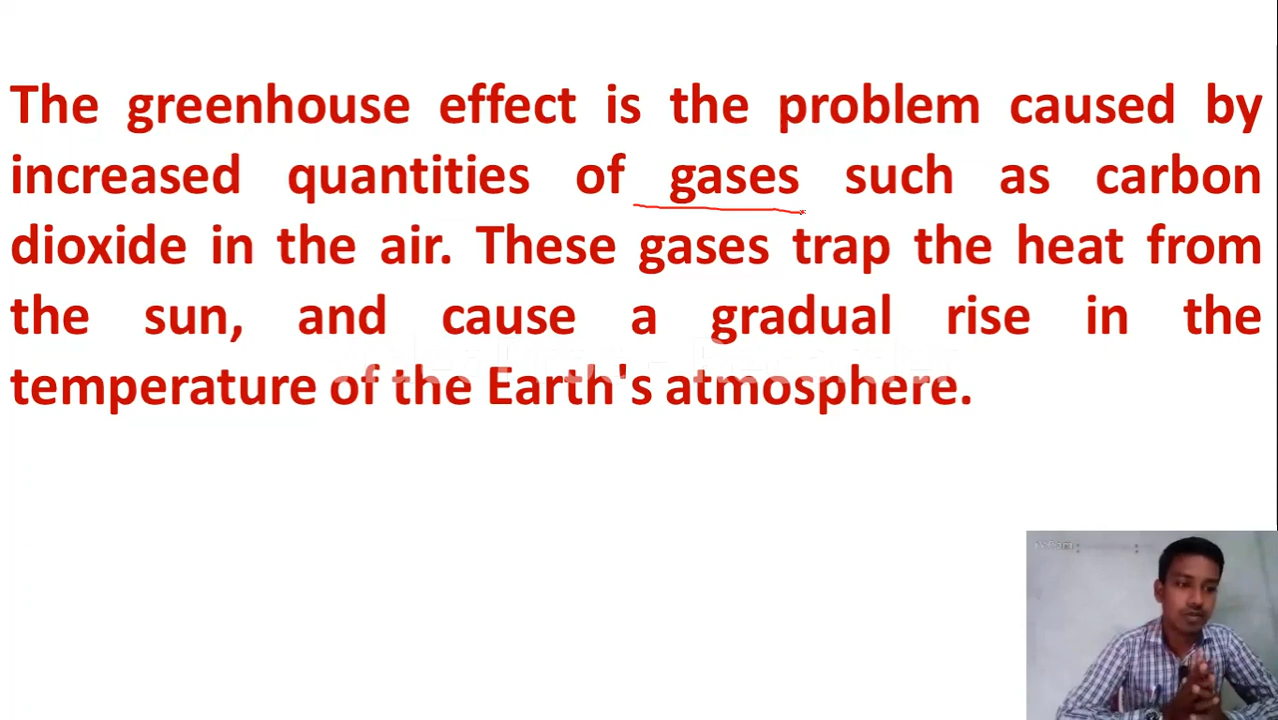 The greenhouse effect is the problem caused by
increased quantities of gases such as carbon
dioxide in the air. These gases trap the heat from
the sun, and cause a gradual rise in the
temperature of the Earth's atmosphere.